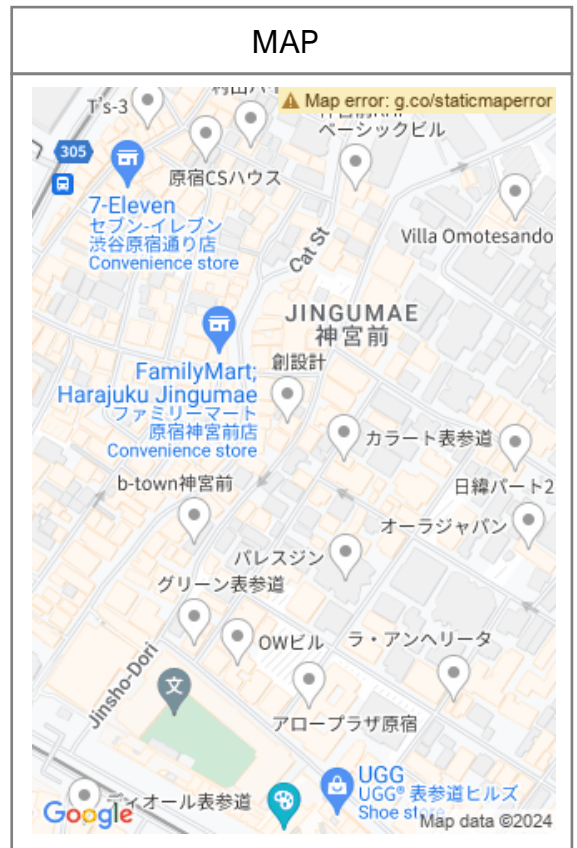 MAP
Map error: g.co/staticmaperror
T's-3
ベーシックビル
305
原宿CSハウス
7-Eleven
セブン-イレブン
渋谷原宿通り店
Convenience store
Villa Omotesando
Cat St
JINGUMAE
神宮前
創設計
FamilyMart;
Harajuku Jingumae
ファミリーマート
原宿神宮前店
Convenience store
カラート表参道
b-town神宮前
日緯パート2
オーラジャパン
パレスジン
グリーン表参道
OWビル
ラ・アンヘリータ
Jinsho-Dori
文
アロープラザ原宿
UGG
UGG® 表参道ヒルズ
Shoe store
ディオール表参道
Google
Map data ©2024